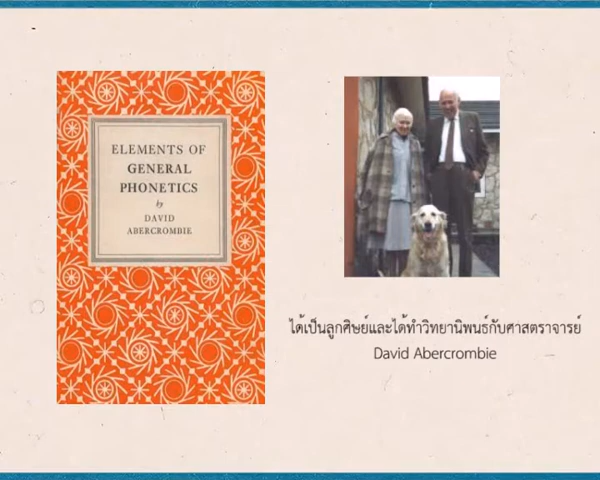 ELEMENTS OF
GENERAL
PHONETICS
by
DAVID
ABERCROMBIE
ได้เป็นลูกศิษย์และได้ทำวิทยานิพนธ์กับศาสตราจารย์
David Abercrombie